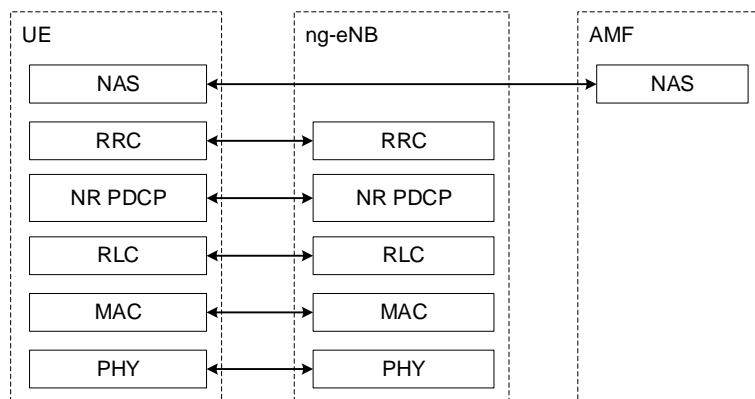 UE ng-eNB AMF
NAS NAS
RRC RRC
NR PDCP NR PDCP
RLC RLC
MAC MAC
PHY PHY